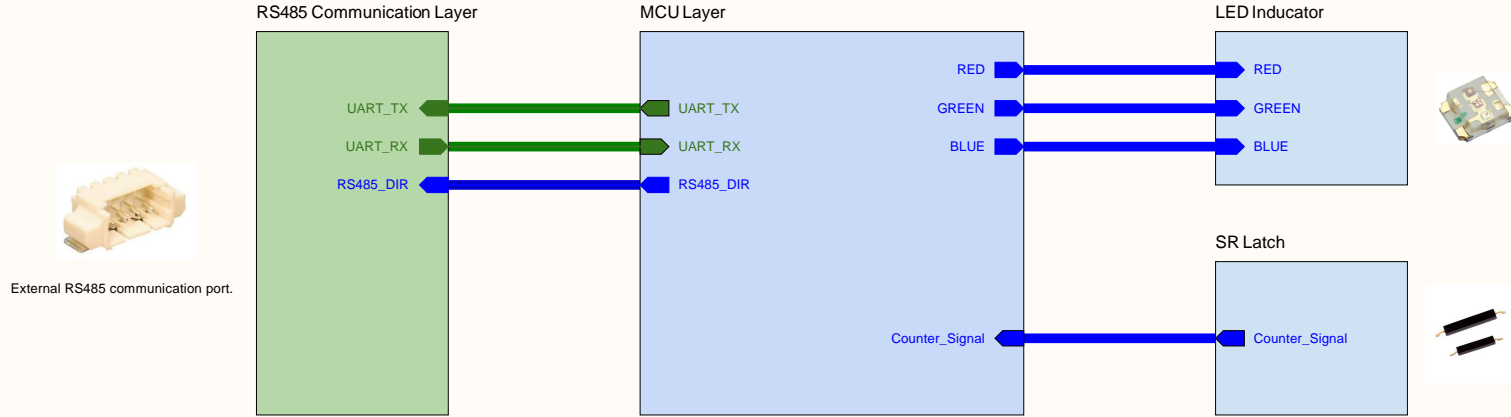 RS485 Communication Layer
MCU Layer
LED Inducator
RED
RED
UART_TX
UART_TX
GREEN
GREEN
UART_RX
UART_RX
BLUE
BLUE
RS485_DIR
RS485_DIR
SR Latch
External RS485 communication port.
Counter_Signal
Counter_Signal